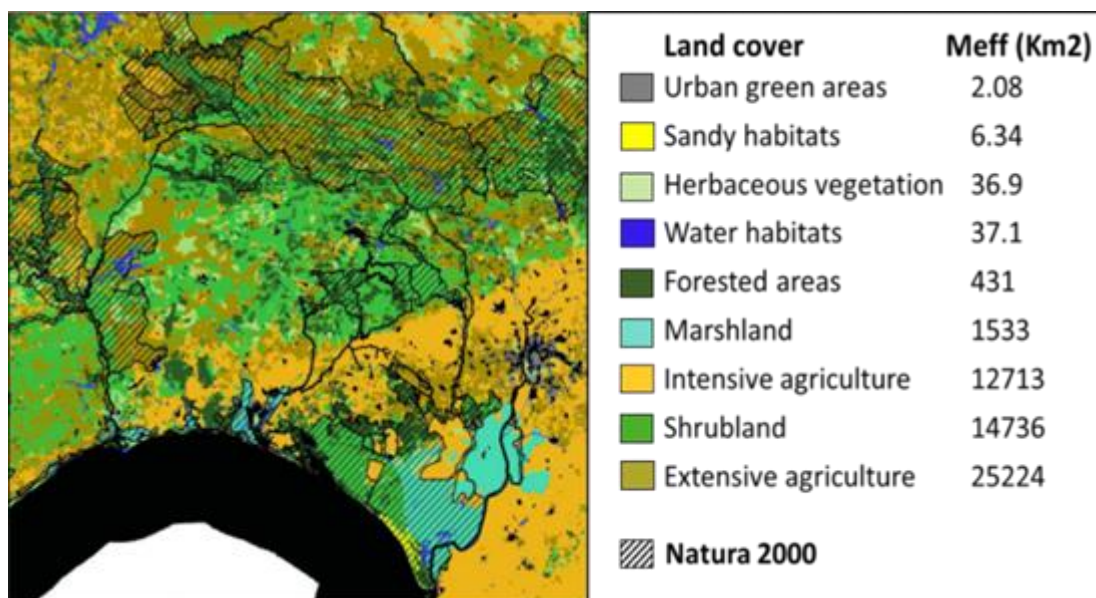 Land cover Meff (Km2)
Urban green areas 2.08
Sandy habitats 6.34
Herbaceous vegetation 36.9
Water habitats 37.1
Forested areas 431
Marshland 1533
Intensive agriculture 12713
Shrubland 14736
Extensive agriculture 25224
Natura 2000